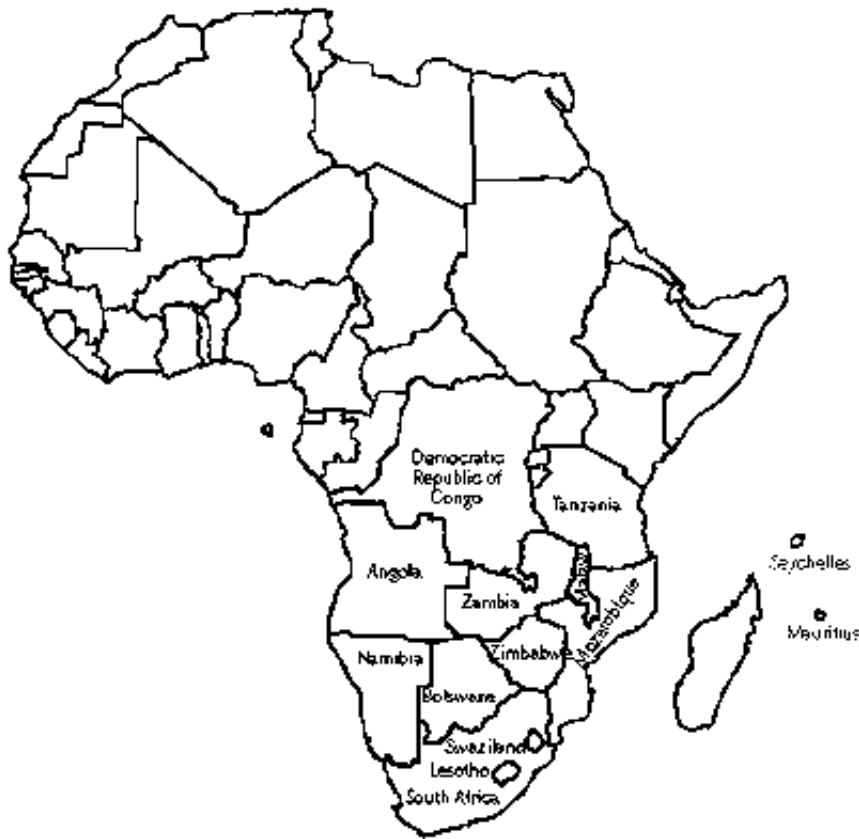 Democratic
Republic of
Congo
Tanzania
Seychelles
Angola
Malawi
Zambia
Mozambique
Mauritius
Namibia
Zimbabwe
Botswana
Swaziland
Lesotho
South Africa